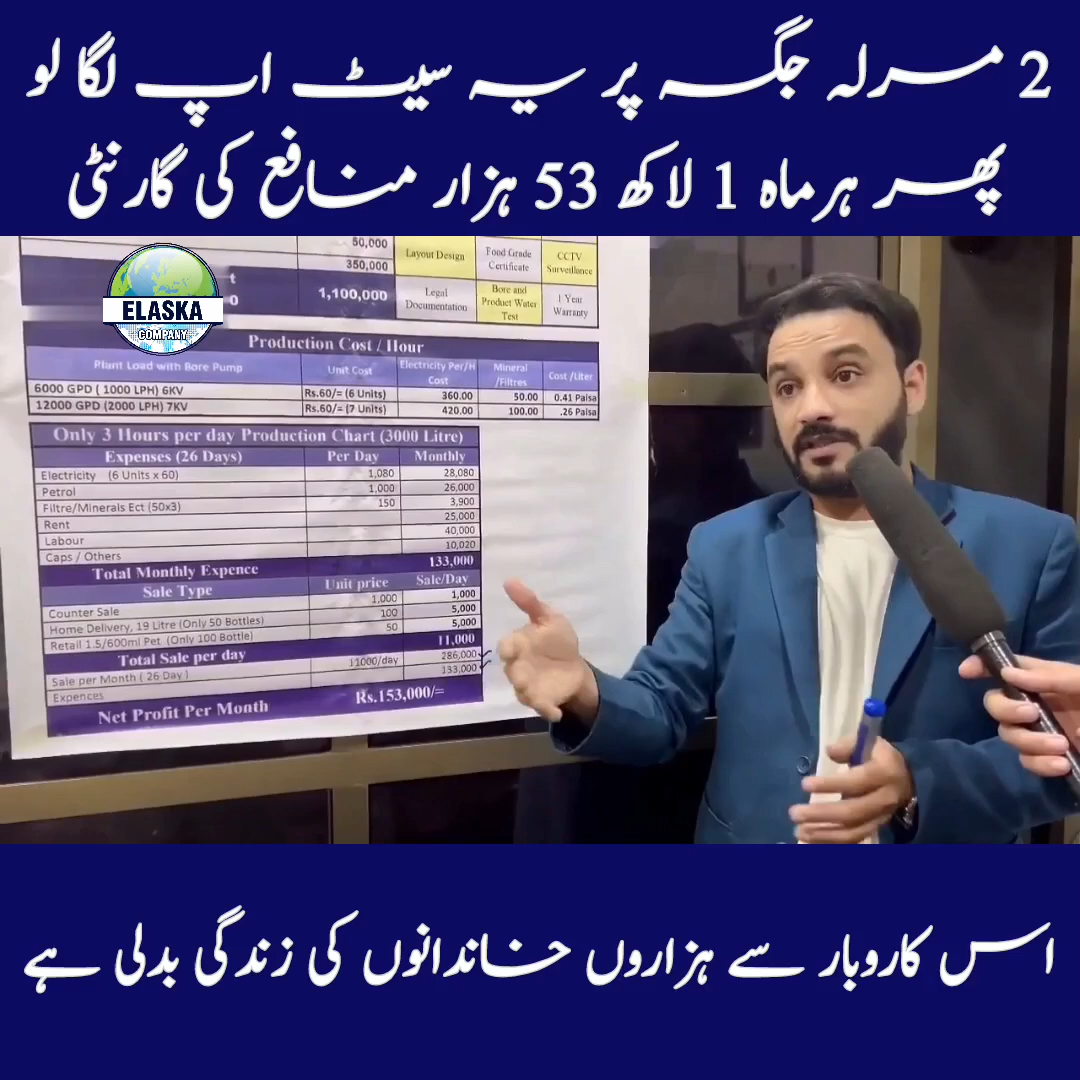 2 مرلہ جگہ پر یہ سیٹ اپ لگا لو
پھر ہر ماہ 1 لاکھ 53 ہزار منافع کی گارنٹی
50,000
350,000
1,100,000
Layout Design
Food Grade Certificate
CCTV Surveillance
Legal Documentation
Bore and Product Water Test
1 Year Warranty
ELASKA
COMPANY
Production Cost / Hour
Plant Load with Bore Pump Unit Cost Electricity Per/H Cost Mineral /Filtres Cost /Liter
6000 GPD ( 1000 LPH) 6KV Rs.60/= (6 Units) 360.00 50.00 0.41 Paisa
12000 GPD (2000 LPH) 7KV Rs.60/= (7 Units) 420.00 100.00 .26 Paisa
Only 3 Hours per day Production Chart (3000 Litre)
Expenses (26 Days) Per Day Monthly
Electricity (6 Units x 60) 1,080 28,080
Petrol 1,000 26,000
Filtre/Minerals Ect (50x3) 150 3,900
Rent 25,000
Labour 40,000
Caps / Others 10,020
Total Monthly Expence 133,000
Sale Type Unit price Sale/Day
Counter Sale 1,000 1,000
Home Delivery, 19 Litre (Only 50 Bottles) 100 5,000
Retail 1.5/600ml Pet (Only 100 Bottle) 50 5,000
Total Sale per day 11,000
Sale per Month ( 26 Day ) 11000/day 286,000
Expences 133,000
Net Profit Per Month Rs.153,000/=
اس کاروبار سے ہزاروں خاندانوں کی زندگی بدلی ہے